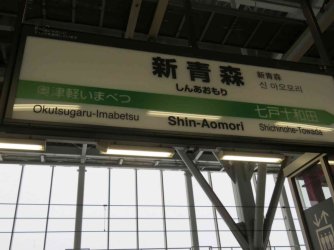 新青森
しんあおもり
新青森
신아오모리
津軽いまべつ
Okutsugaru-Imabetsu
Shin-Aomori
七戸十和田
Shichinohe-Towada